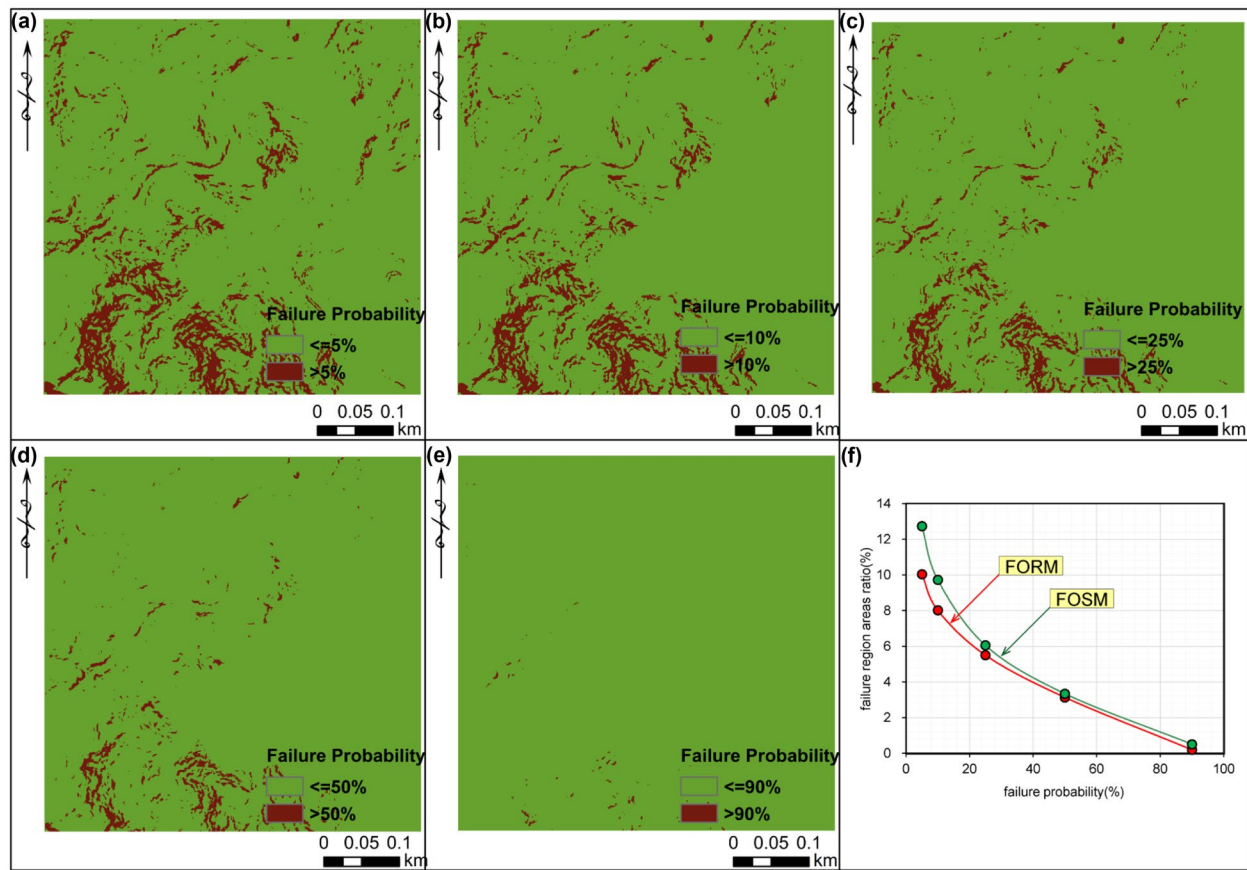 (a)
Failure Probability
<=5%
>5%
0 0.05 0.1
km
(b)
Failure Probability
<=10%
>10%
0 0.05 0.1
km
(c)
Failure Probability
<=25%
>25%
0 0.05 0.1
km
(d)
Failure Probability
<=50%
>50%
0 0.05 0.1
km
(e)
Failure Probability
<=90%
>90%
0 0.05 0.1
km
(f)
14
12
10
8
6
4
2
0
failure region areas ratio(%)
FORM
FOSM
0 20 40 60 80 100
failure probability(%)